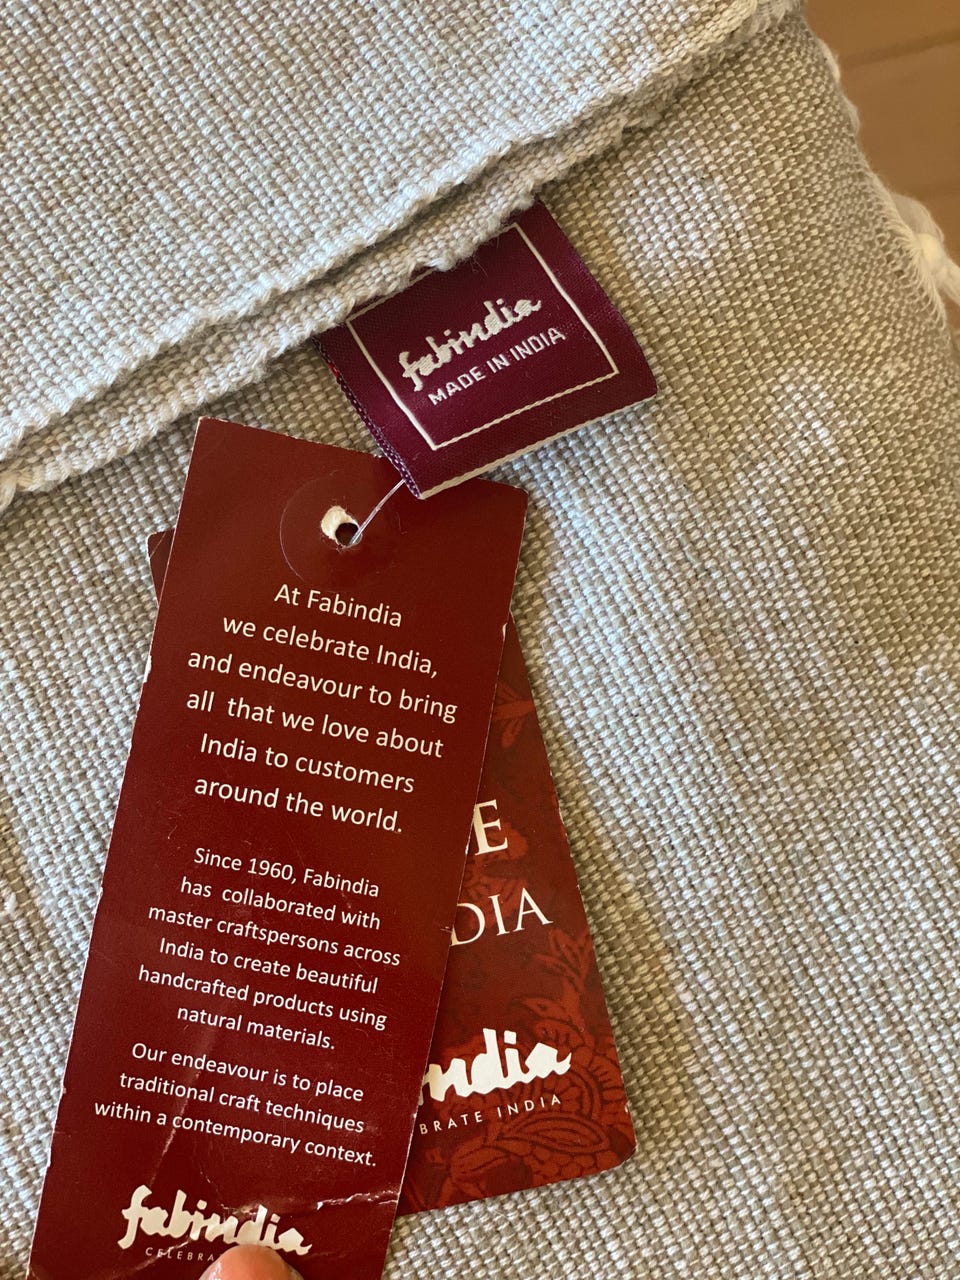 fabindia
MADE IN INDIA
At Fabindia
we celebrate India,
and endeavour to bring
all that we love about
India to customers
around the world.
Since 1960, Fabindia
has collaborated with
master craftspersons across
India to create beautiful
handcrafted products using
natural materials.
Our endeavour is to place
traditional craft techniques
within a contemporary context.
fabindia
E
DIA
ndia
BRATE INDIA